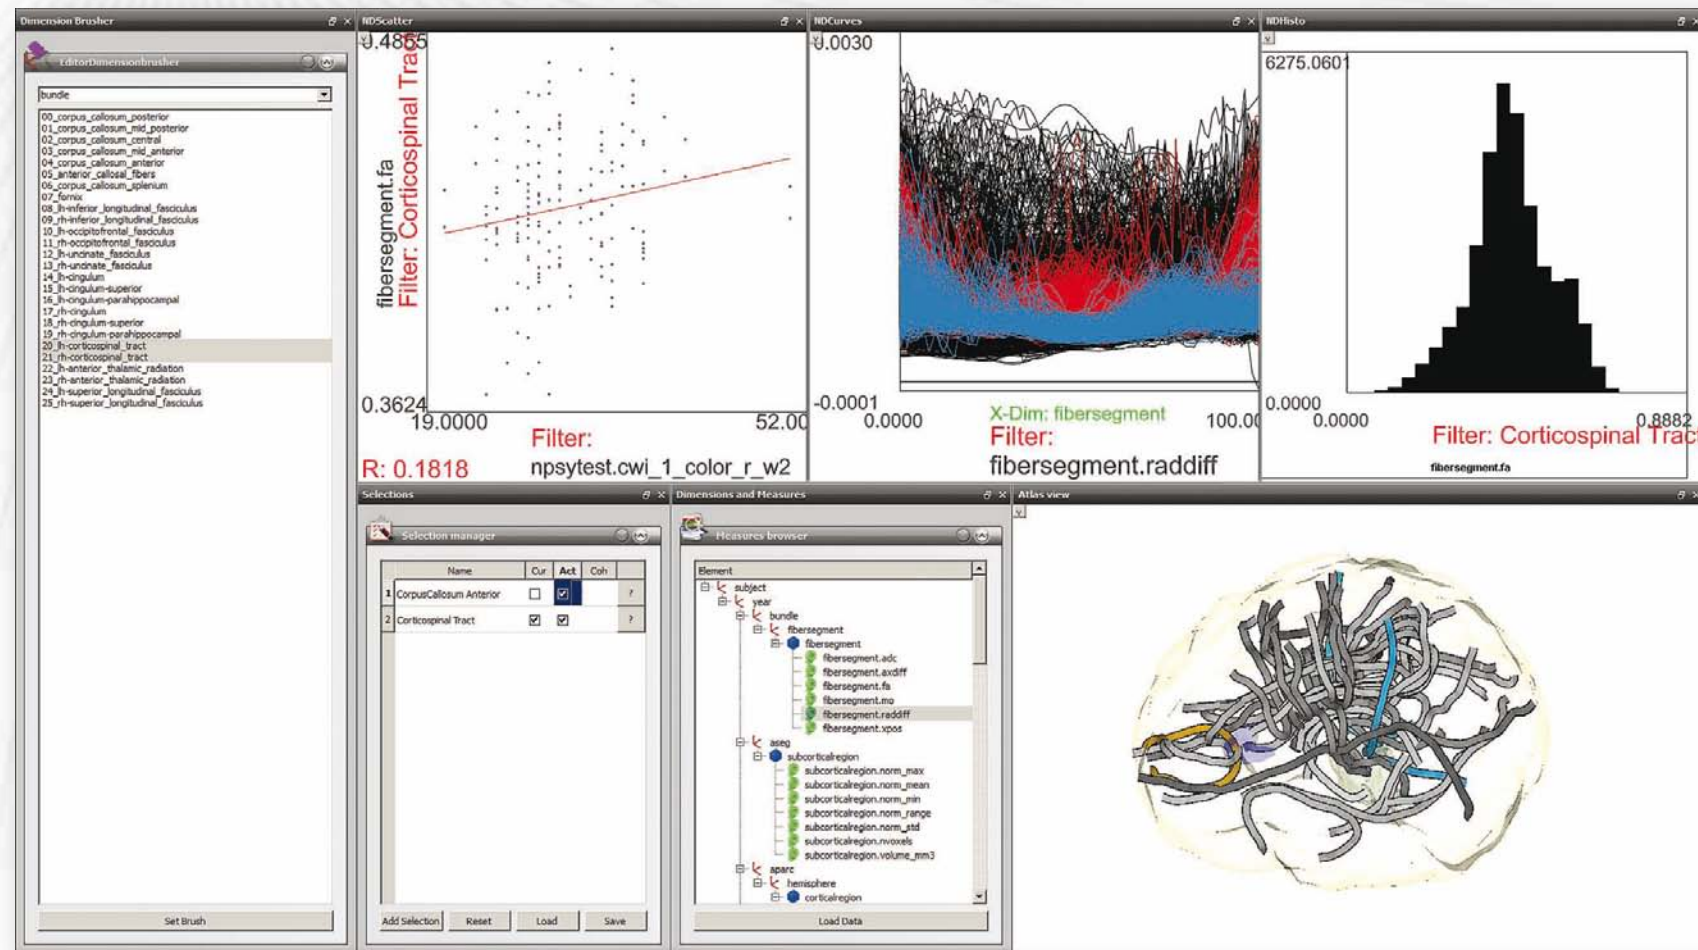 Dimension Brusher
EditorDimensionbrusher
bundle
00_corpus_callosum_posterior
01_corpus_callosum_mid_posterior
02_corpus_callosum_central
03_corpus_callosum_mid_anterior
04_corpus_callosum_anterior
05_anterior_callosal_fibers
06_corpus_callosum_splenium
07_fornix
08_lh-inferior_longitudinal_fasciculus
09_rh-inferior_longitudinal_fasciculus
10_lh-occipitofrontal_fasciculus
11_rh-occipitofrontal_fasciculus
12_lh-uncinate_fasciculus
13_rh-uncinate_fasciculus
14_lh-cingulum
15_lh-cingulum-superior
16_lh-cingulum-parahippocampal
17_rh-cingulum
18_rh-cingulum-superior
19_rh-cingulum-parahippocampal
20_lh-corticospinal_tract
21_rh-corticospinal_tract
22_lh-anterior_thalamic_radiation
23_rh-anterior_thalamic_radiation
24_lh-superior_longitudinal_fasciculus
25_rh-superior_longitudinal_fasciculus
Set Brush
NDScatter
0.4855
fibersegment.fa
Filter: Corticospinal Trac
0.3624
19.0000
52.00
Filter:
R: 0.1818
npsytest.cwi_1_color_r_w2
NDCurves
0.0030
-0.0001
0.0000
100.00
X-Dim: fibersegment
Filter:
fibersegment.raddiff
NDHisto
6275.0601
0.0000
0.0000
0.8882
Filter: Corticospinal Trac
fibersegment.fa
Selections
Selection manager
Name Cur Act Coh
1 CorpusCallosum Anterior ?
2 Corticospinal Tract ?
Add Selection Reset Load Save
Dimensions and Measures
Measures browser
Element
subject
year
bundle
fibersegment
fibersegment
fibersegment.adc
fibersegment.axdiff
fibersegment.fa
fibersegment.mo
fibersegment.raddiff
fibersegment.xpos
aseg
subcorticalregion
subcorticalregion.norm_max
subcorticalregion.norm_mean
subcorticalregion.norm_min
subcorticalregion.norm_range
subcorticalregion.norm_std
subcorticalregion.nvoxels
subcorticalregion.volume_mm3
aparc
hemisphere
corticalregion
Load Data
Atlas view